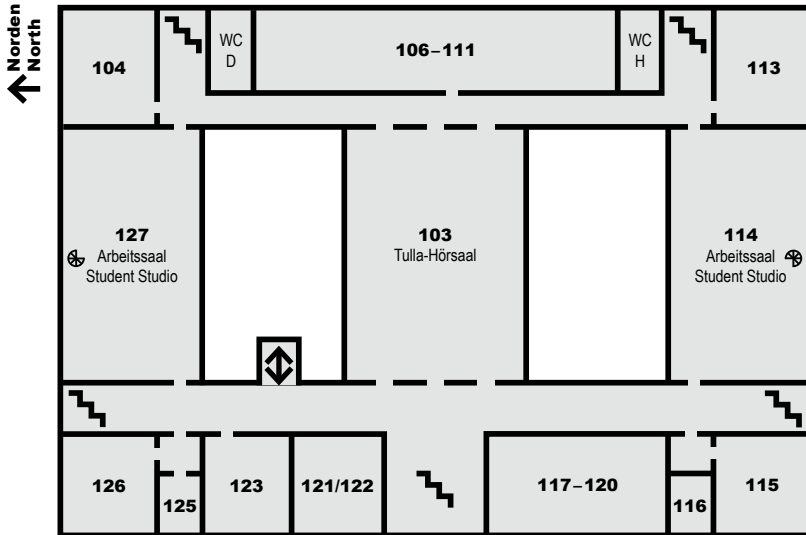 Norden
North
104
WC
D
106–111
WC
H
113
127
Arbeitssaal
Student Studio
103
Tulla-Hörsaal
114
Arbeitssaal
Student Studio
126
125
123
121/122
117–120
116
115